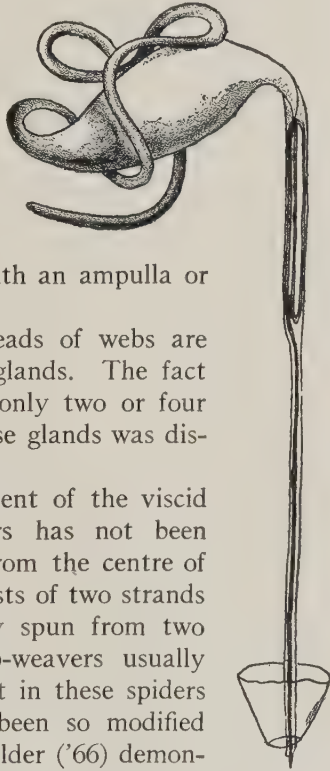 th an ampulla or
eads of webs are
glands. The fact
only two or four
se glands was dis-
ent of the viscid
rs has not been
rom the centre of
sts of two strands
y spun from two
-weavers usually
t in these spiders
been so modified
lder ('66) demon-